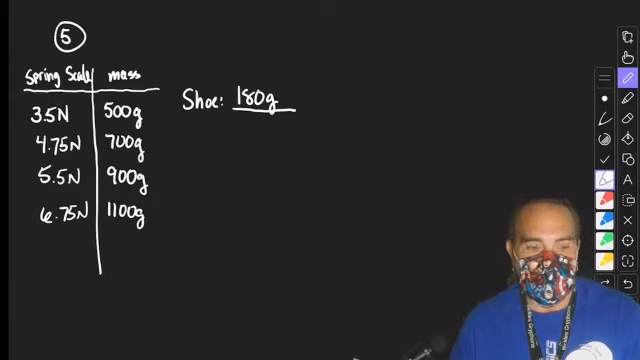 5
Spring Scale mass
3.5N 500g
4.75N 700g
5.5N 900g
6.75N 1100g
Shoe: 180g